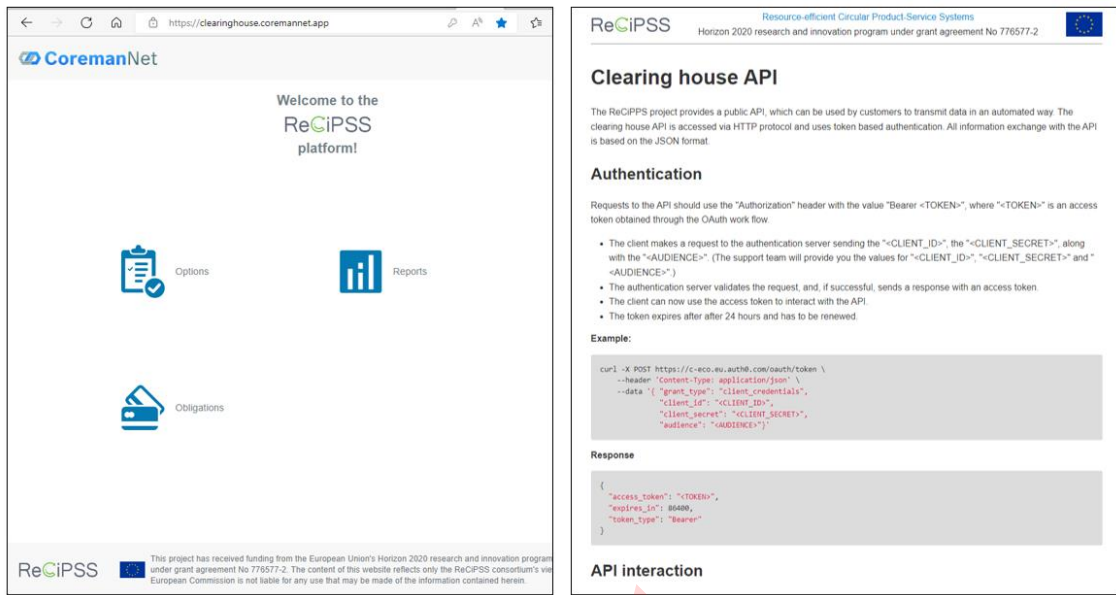 https://clearinghouse.coremannet.app
CoremanNet
Welcome to the
ReCiPSS
platform!
Options
Reports
Obligations
ReCiPSS
This project has received funding from the European Union's Horizon 2020 research and innovation program
under grant agreement No 776577-2. The content of this website reflects only the ReCiPSS consortium's vie
European Commission is not liable for any use that may be made of the information contained herein.
ReCiPSS
Resource-efficient Circular Product-Service Systems
Horizon 2020 research and innovation program under grant agreement No 776577-2
Clearing house API
The ReCiPPS project provides a public API, which can be used by customers to transmit data in an automated way. The
clearing house API is accessed via HTTP protocol and uses token based authentication. All information exchange with the API
is based on the JSON format.
Authentication
Requests to the API should use the "Authorization" header with the value "Bearer <TOKEN>", where "<TOKEN>" is an access
token obtained through the OAuth work flow.
• The client makes a request to the authentication server sending the "<CLIENT_ID>", the "<CLIENT_SECRET>", along
with the "<AUDIENCE>". (The support team will provide you the values for "<CLIENT_ID>", "<CLIENT_SECRET>" and "
<AUDIENCE>".)
• The authentication server validates the request, and, if successful, sends a response with an access token.
• The client can now use the access token to interact with the API.
• The token expires after after 24 hours and has to be renewed.
Example:
curl -X POST https://c-eco.eu.auth0.com/oauth/token \
--header 'Content-Type: application/json' \
--data '{ "grant_type": "client_credentials",
"client_id": "<CLIENT_ID>",
"client_secret": "<CLIENT_SECRET>",
"audience": "<AUDIENCE>"}'
Response
{
"access_token": "<TOKEN>",
"expires_in": 86400,
"token_type": "Bearer"
}
API interaction